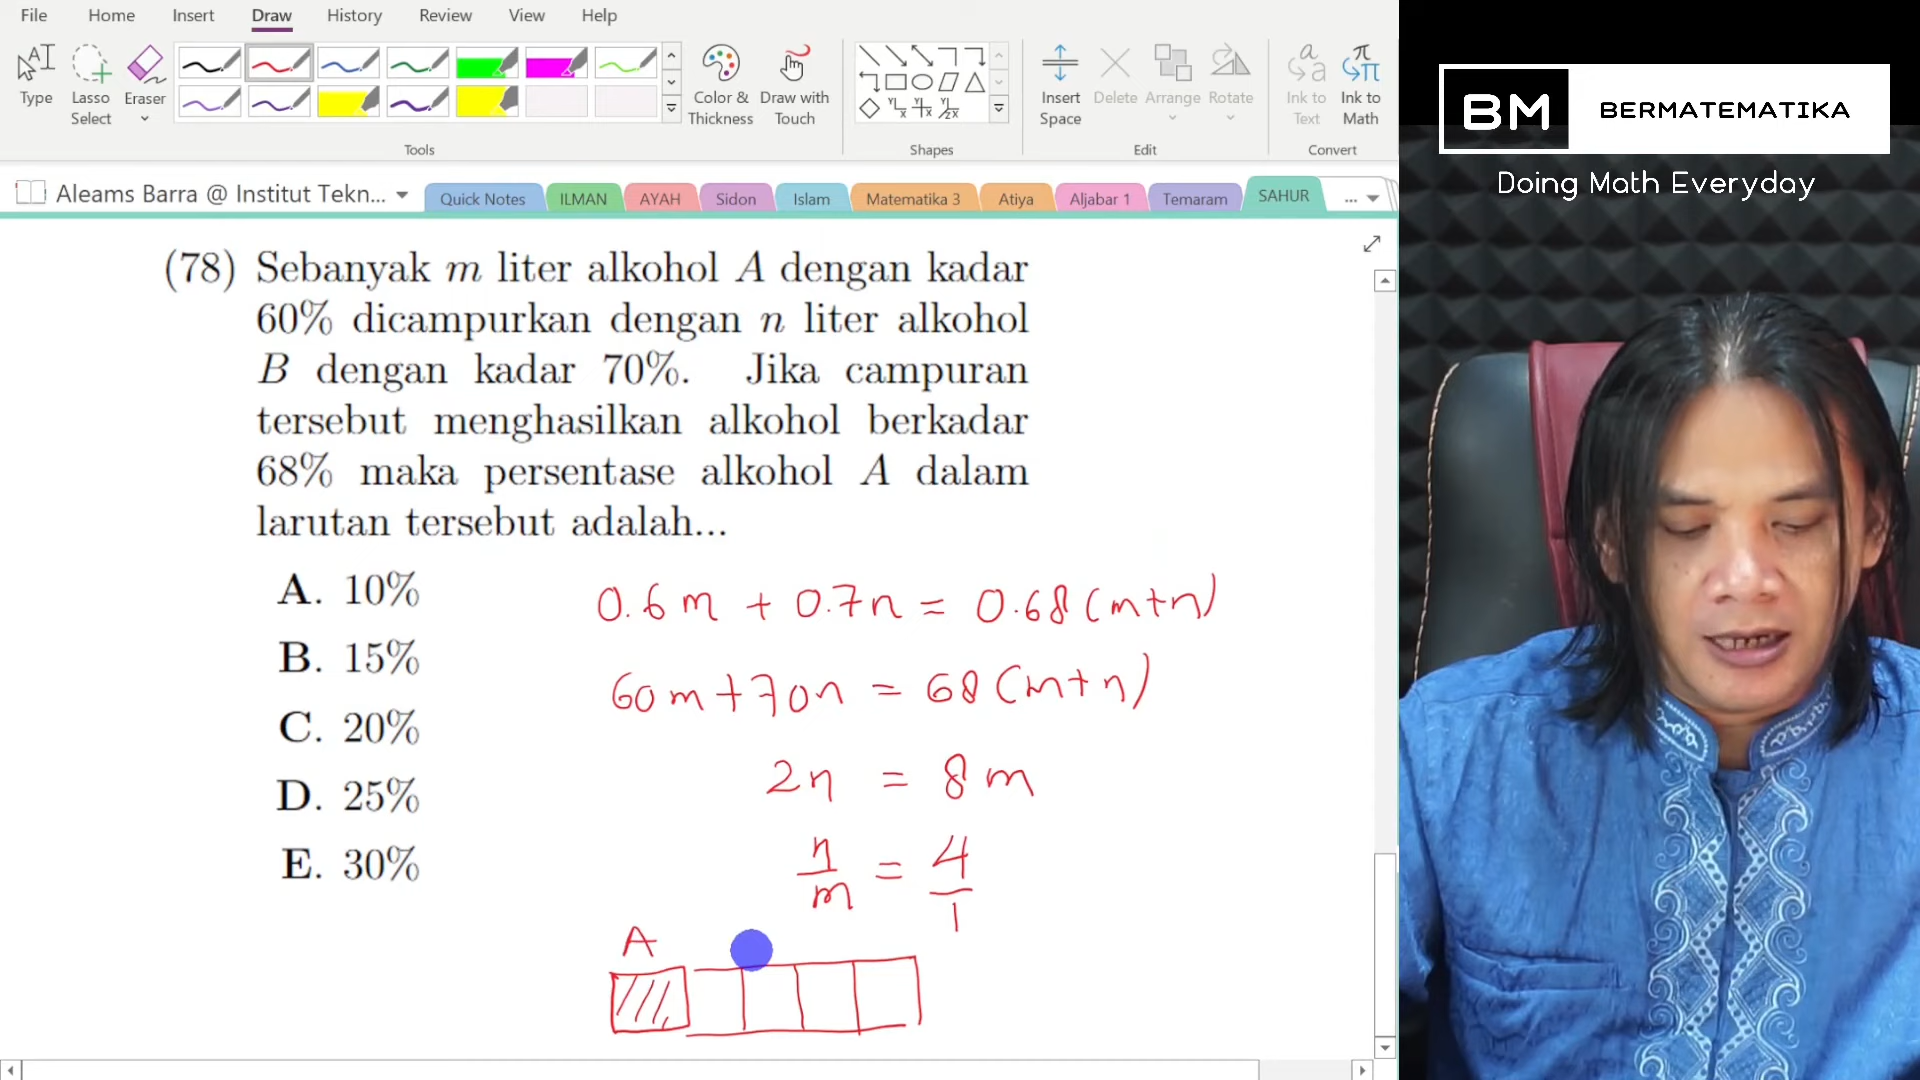 File Home Insert Draw History Review View Help
Type
Lasso Select
Eraser
Color & Thickness
Draw with Touch
Insert Space
Delete
Arrange
Rotate
Ink to Text
Ink to Math
Tools Shapes Edit Convert
Aleams Barra @ Institut Tekn... Quick Notes ILMAN AYAH Sidon Islam Matematika 3 Atiya Aljabar 1 Temaram SAHUR ...
BM BERMATEMATIKA
Doing Math Everyday
(78) Sebanyak m liter alkohol A dengan kadar
60% dicampurkan dengan n liter alkohol
B dengan kadar 70%. Jika campuran
tersebut menghasilkan alkohol berkadar
68% maka persentase alkohol A dalam
larutan tersebut adalah...
A. 10%
B. 15%
C. 20%
D. 25%
E. 30%
0.6m + 0.7n = 0.68(m+n)
60m+70n = 68(m+n)
2n = 8m
n/m = 4/1
A